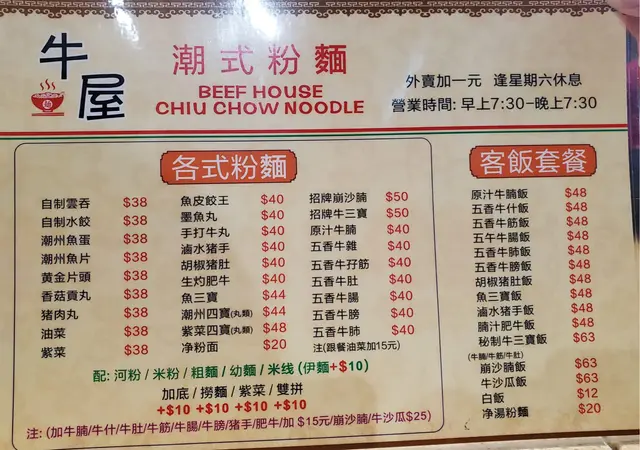 牛屋
潮式粉麵
BEEF HOUSE
CHIU CHOW NOODLE
外賣加一元 逢星期六休息
營業時間: 早上7:30-晚上7:30
各式粉麵
自制雲吞 $38
自制水餃 $38
潮州魚蛋 $38
潮州魚片 $38
黃金片頭 $38
香菇貢丸 $38
豬肉丸 $38
油菜 $38
紫菜 $38
魚皮餃王 $40
墨魚丸 $40
手打牛丸 $40
滷水豬手 $40
胡椒豬肚 $40
生灼肥牛 $40
魚三寶 $44
潮州四寶(丸類) $44
紫菜四寶(丸類) $48
净粉面 $20
招牌崩沙腩 $50
招牌牛三寶 $50
原汁牛腩 $40
五香牛雜 $40
五香牛孖筋 $40
五香牛肚 $40
五香牛腸 $40
五香牛膀 $40
五香牛肺 $40
注(跟餐油菜加15元)
配: 河粉 / 米粉 / 粗麵 / 幼麵 / 米线 (伊麵+$10)
加底 / 撈麵 / 紫菜 / 雙拼
+$10 +$10 +$10 +$10
注: (加牛腩/牛什/牛肚/牛筋/牛腸/牛膀/豬手/肥牛/加 $15元/崩沙腩/牛沙瓜$25)
客飯套餐
原汁牛腩飯 $48
五香牛什飯 $48
五香牛筋飯 $48
五午牛腸飯 $48
五香牛肺飯 $48
五香牛膀飯 $48
胡椒豬肚飯 $48
魚三寶飯 $48
滷水豬手飯 $48
腩汁肥牛飯 $48
秘制牛三寶飯 $63
(牛腩/牛筋/牛肚)
崩沙腩飯 $63
牛沙瓜飯 $63
白飯 $12
净湯粉麵 $20